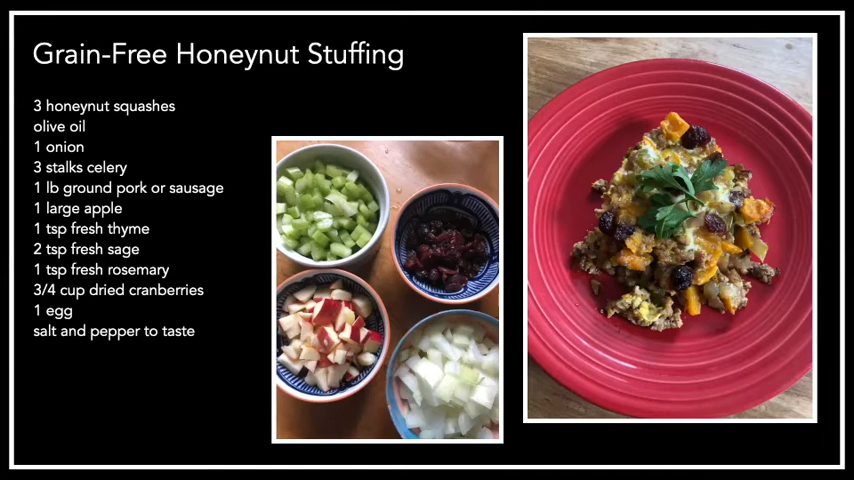 Grain-Free Honeynut Stuffing
3 honeynut squashes
olive oil
1 onion
3 stalks celery
1 lb ground pork or sausage
1 large apple
1 tsp fresh thyme
2 tsp fresh sage
1 tsp fresh rosemary
3/4 cup dried cranberries
1 egg
salt and pepper to taste